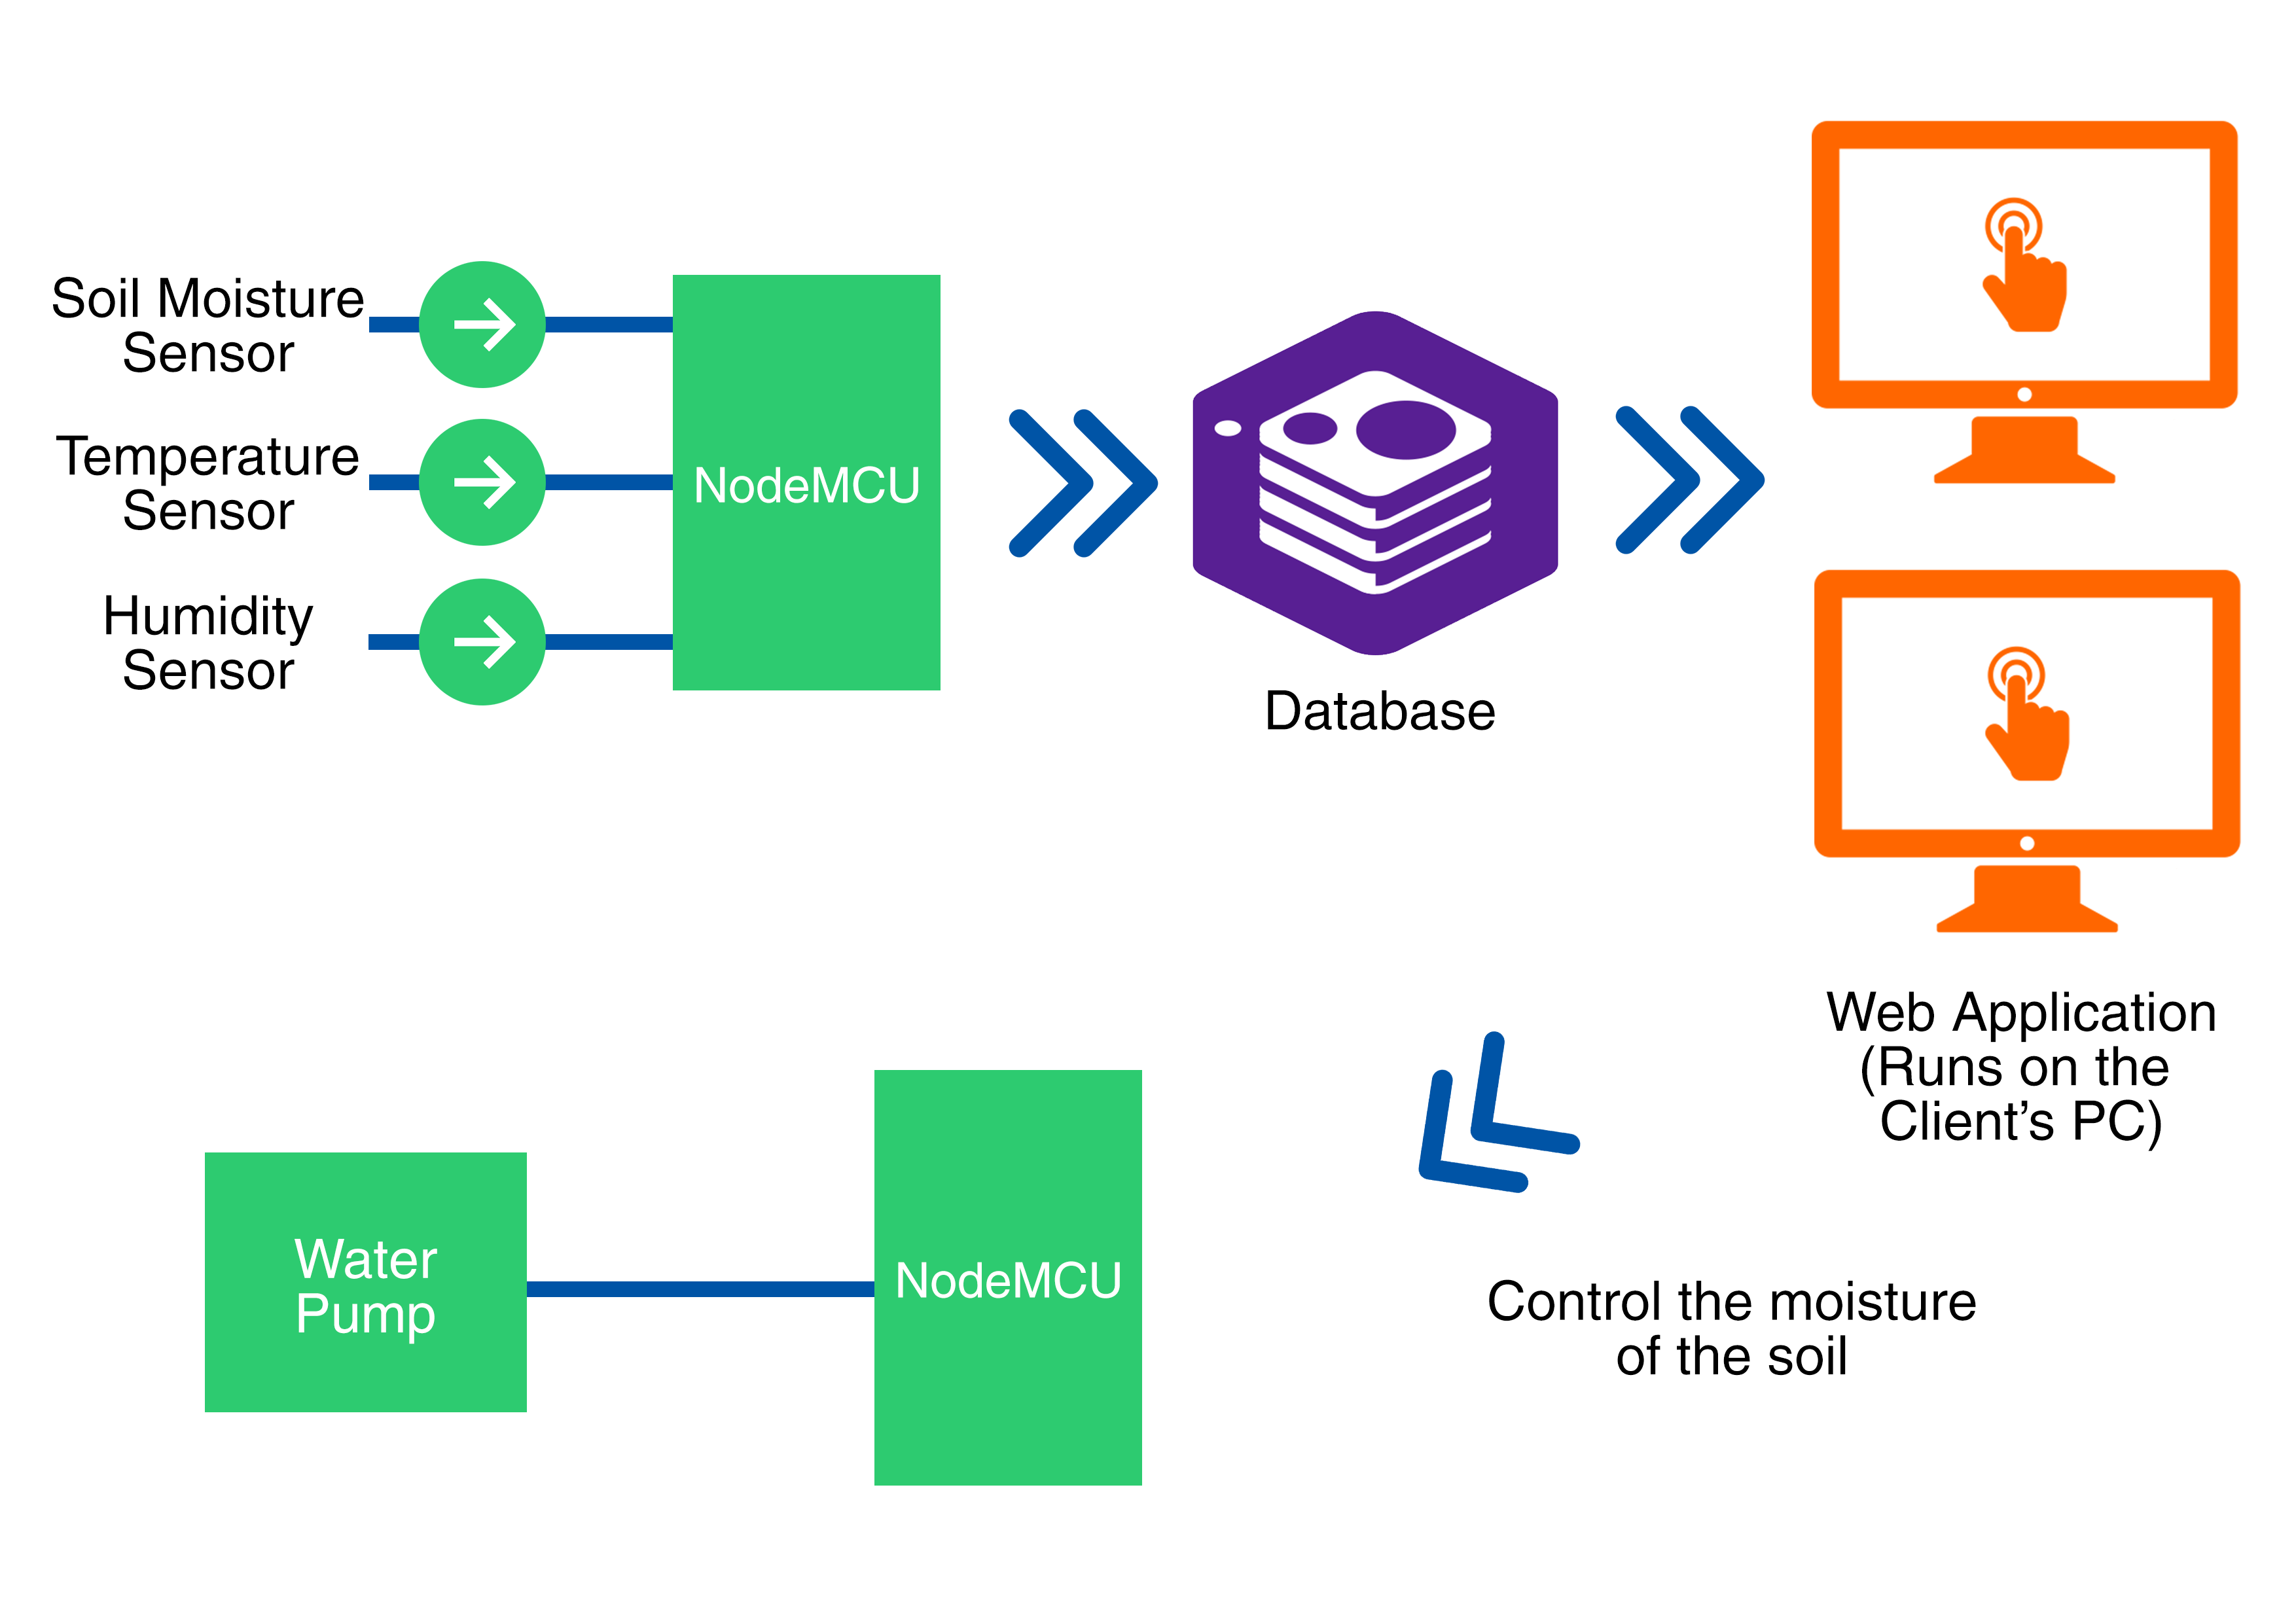 Soil Moisture
Sensor
Temperature
Sensor
Humidity
Sensor
NodeMCU
Database
Web Application
(Runs on the
Client’s PC)
Water
Pump
NodeMCU
Control the moisture
of the soil